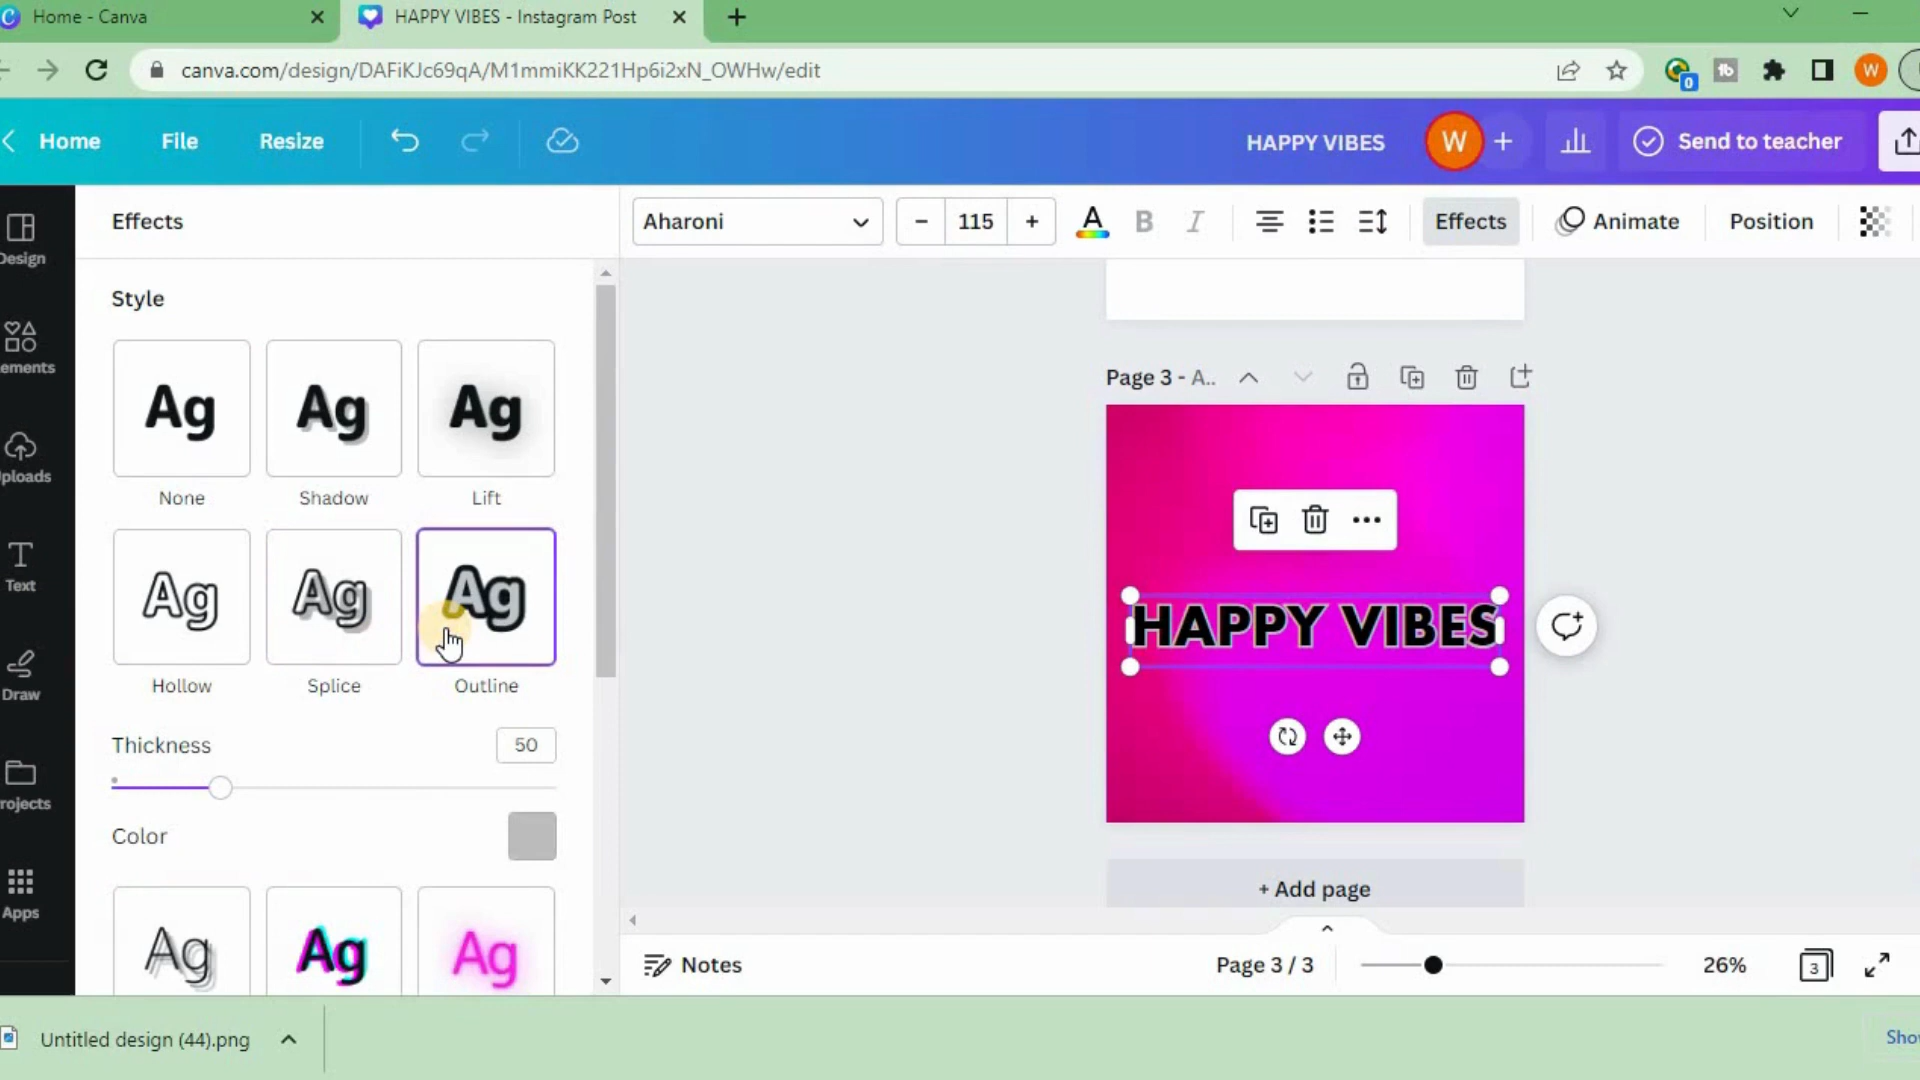 Home - Canva
HAPPY VIBES - Instagram Post
canva.com/design/DAFiKJc69qA/M1mmiKK221Hp6i2xN_OWHw/edit
0
W
Home File Resize
HAPPY VIBES
W
Send to teacher
Design
lements
Uploads
Text
Draw
rojects
Apps
Effects
Aharoni
115
A B I
Effects
Animate
Position
Style
Ag Ag Ag
None Shadow Lift
Ag Ag Ag
Hollow Splice Outline
Thickness 50
Color
Ag Ag Ag
Page 3 - A..
HAPPY VIBES
+ Add page
Notes
Page 3 / 3
26%
3
Untitled design (44).png